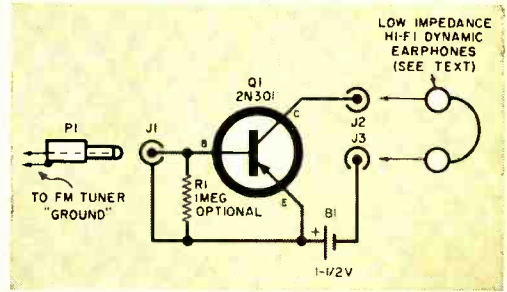 LOW IMPEDANCE
HI-FI DYNAMIC
EARPHONES
(SEE TEXT)
Q1
2N301
C
P1
J1
B
J2
J3
R1
1MEG
OPTIONAL
E
TO FM TUNER
"GROUND"
+
B1
1-1/2V